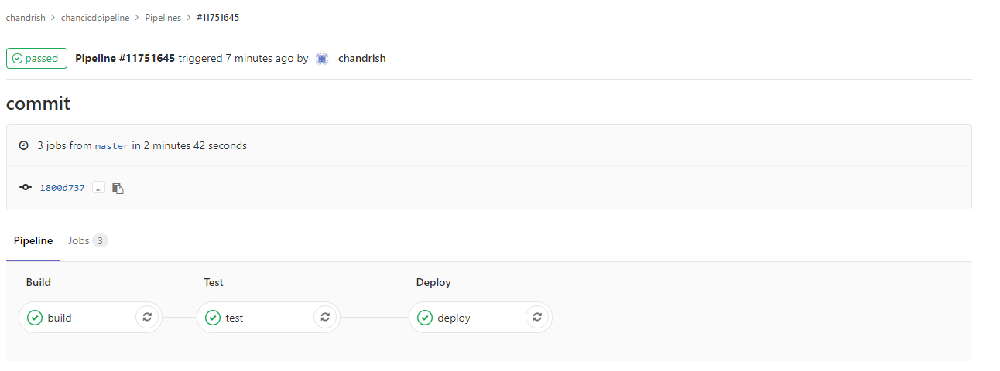 chandrish > chancicdpipeline > Pipelines > #11751645
passed Pipeline #11751645 triggered 7 minutes ago by chandrish
commit
3 jobs from master in 2 minutes 42 seconds
1800d737 ...
Pipeline Jobs 3
Build Test Deploy
build test deploy